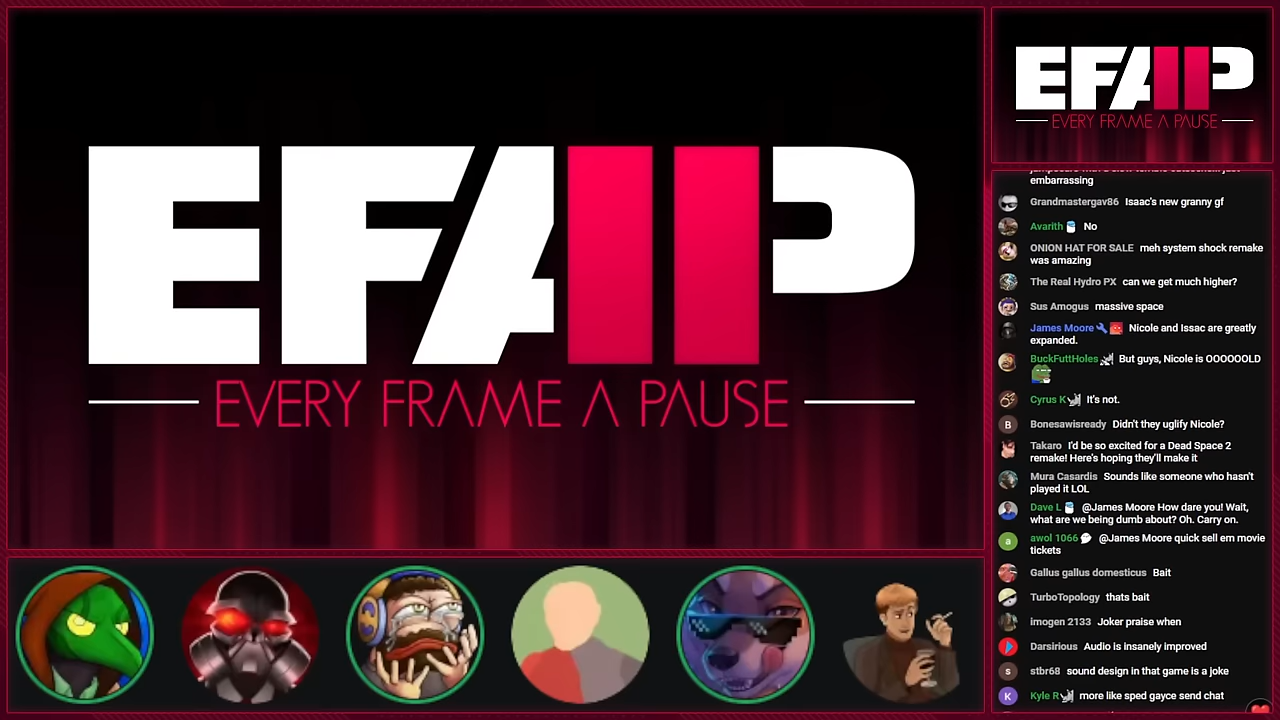 EFAP
EVERY FRAME A PAUSE
EFAP
EVERY FRAME A PAUSE
embarrassing
Grandmastergav86 Isaac's new granny gf
Avarith No
ONION HAT FOR SALE meh system shock remake
was amazing
The Real Hydro PX can we get much higher?
Sus Amogus massive space
James Moore Nicole and Issac are greatly
expanded.
BuckFuttHoles But guys, Nicole is OOOOOLD
Cyrus K It's not.
B
Bonesawisready Didn't they uglify Nicole?
Takaro I'd be so excited for a Dead Space 2
remake! Here's hoping they'll make it
Mura Casardis Sounds like someone who hasn't
played it LOL
Dave L @James Moore How dare you! Wait,
what are we being dumb about? Oh. Carry on.
a
awol 1066 @James Moore quick sell em movie
tickets
Gallus gallus domesticus Bait
TurboTopology thats bait
imogen 2133 Joker praise when
Darsirious Audio is insanely improved
s
stbr68 sound design in that game is a joke
K
Kyle R more like sped gayce send chat